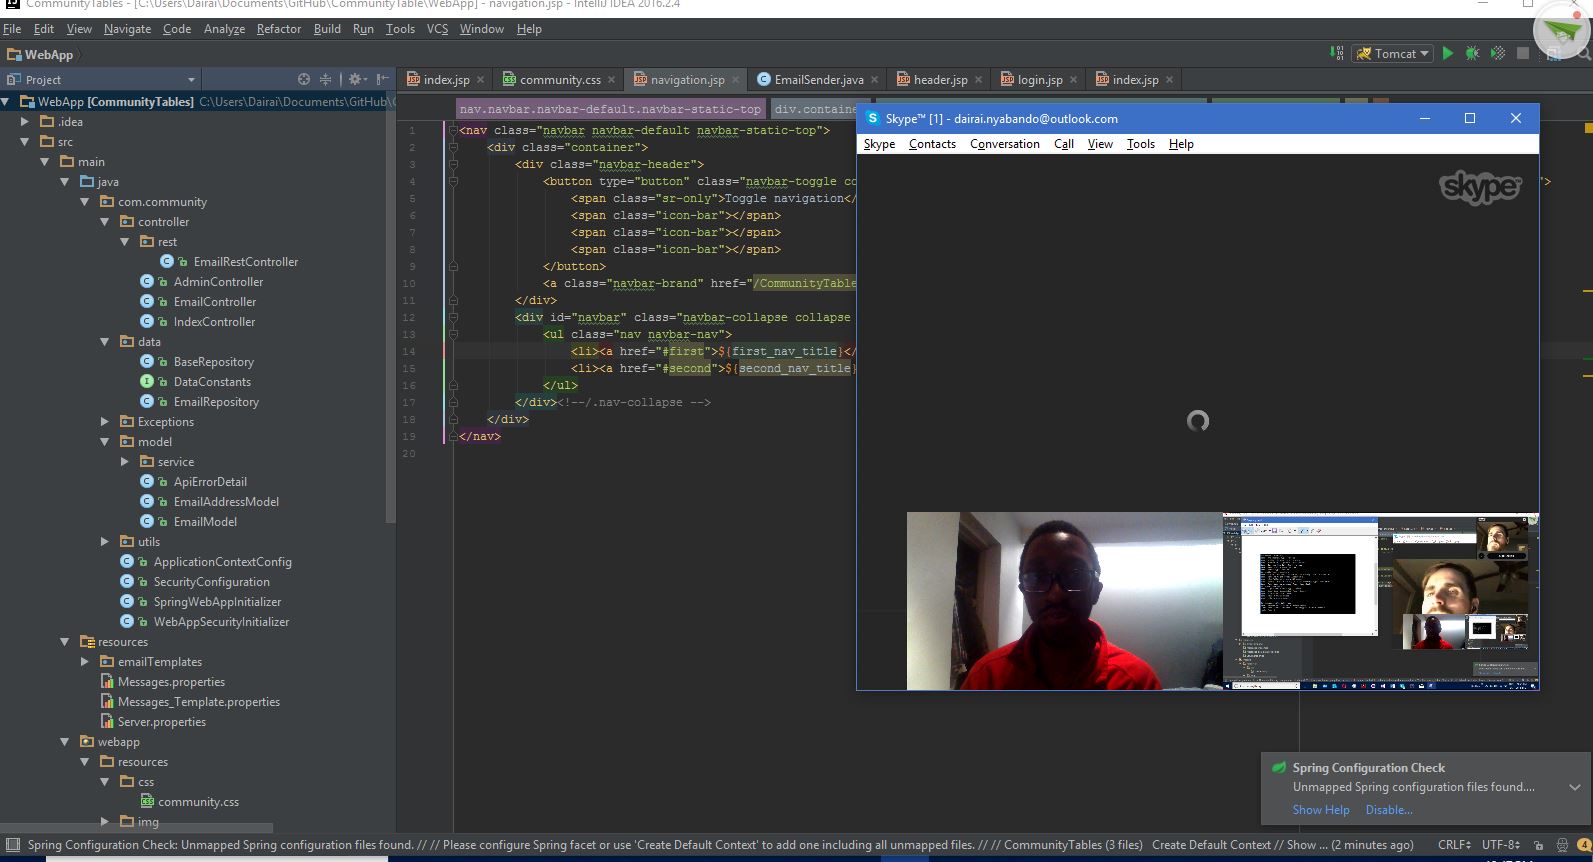 CommunityTables - [C:\Users\Dairai\Documents\GitHub\CommunityTable\WebApp] - navigation.jsp - IntelliJ IDEA 2016.2.4
File Edit View Navigate Code Analyze Refactor Build Run Tools VCS Window Help
WebApp
Tomcat
Project
index.jsp
community.css
navigation.jsp
EmailSender.java
header.jsp
login.jsp
index.jsp
WebApp [CommunityTables] C:\Users\Dairai\Documents\GitHub\
.idea
src
main
java
com.community
controller
rest
EmailRestController
AdminController
EmailController
IndexController
data
BaseRepository
DataConstants
EmailRepository
Exceptions
model
service
ApiErrorDetail
EmailAddressModel
EmailModel
utils
ApplicationContextConfig
SecurityConfiguration
SpringWebAppInitializer
WebAppSecurityInitializer
resources
emailTemplates
Messages.properties
Messages_Template.properties
Server.properties
webapp
resources
css
community.css
img
nav.navbar.navbar-default.navbar-static-top
div.containe
1 <nav class="navbar navbar-default navbar-static-top">
2 <div class="container">
3 <div class="navbar-header">
4 <button type="button" class="navbar-toggle co ">
5 <span class="sr-only">Toggle navigation</
6 <span class="icon-bar"></span>
7 <span class="icon-bar"></span>
8 <span class="icon-bar"></span>
9 </button>
10 <a class="navbar-brand" href="/CommunityTable
11 </div>
12 <div id="navbar" class="navbar-collapse collapse
13 <ul class="nav navbar-nav">
14 <li><a href="#first">${first_nav_title}</
15 <li><a href="#second">${second_nav_title}
16 </ul>
17 </div><!--/.nav-collapse -->
18 </div>
19 </nav>
20
Skype™ [1] - dairai.nyabando@outlook.com
Skype Contacts Conversation Call View Tools Help
skype
Spring Configuration Check
Unmapped Spring configuration files found....
Show Help Disable...
Spring Configuration Check: Unmapped Spring configuration files found. // // Please configure Spring facet or use 'Create Default Context' to add one including all unmapped files. // // CommunityTables (3 files) Create Default Context // Show ... (2 minutes ago)
CRLF UTF-8